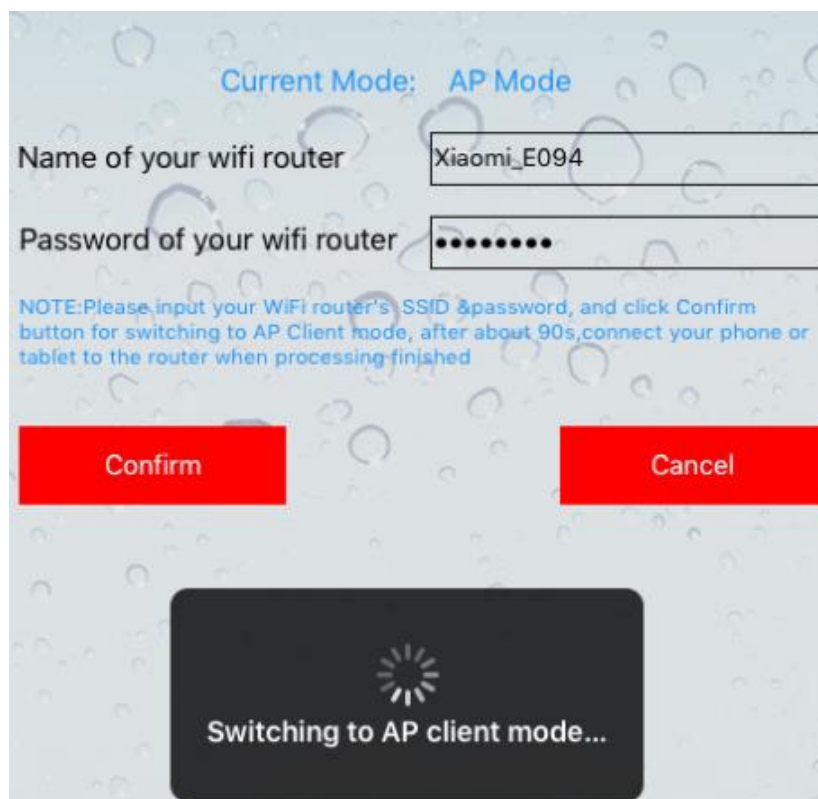 Current Mode: AP Mode
Name of your wifi router Xiaomi_E094
Password of your wifi router ••••••••
NOTE:Please input your WiFi router's SSID &password, and click Confirm
button for switching to AP Client mode, after about 90s,connect your phone or
tablet to the router when processing finished
Confirm Cancel
Switching to AP client mode...